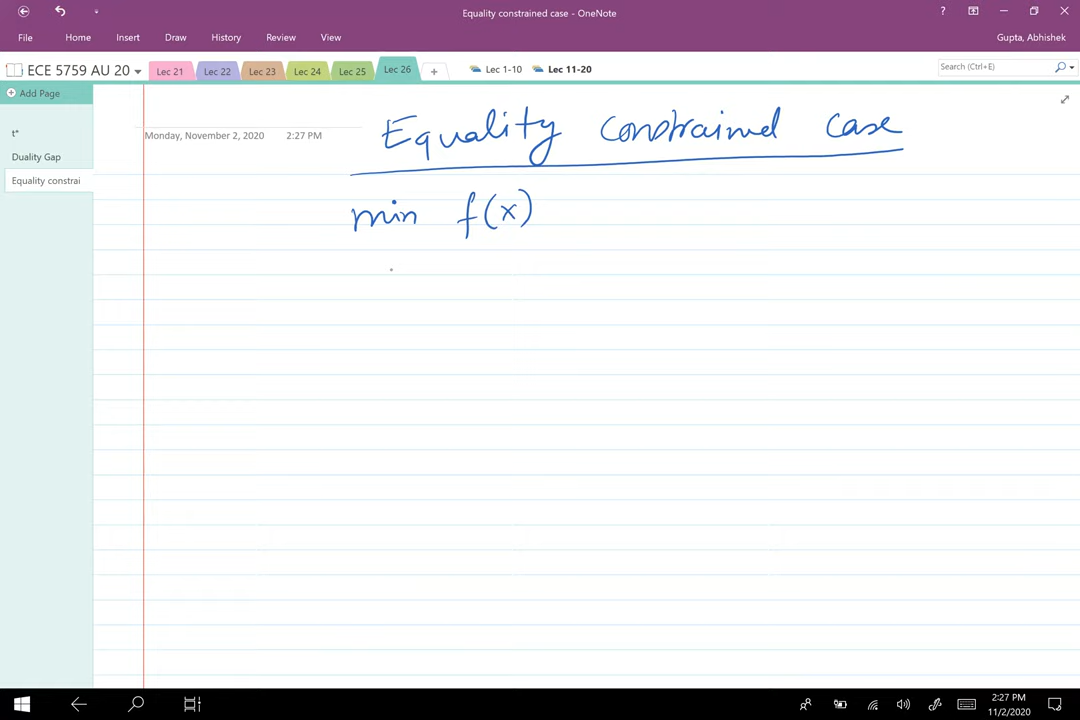 Equality constrained case - OneNote
?
File Home Insert Draw History Review View
Gupta, Abhishek
ECE 5759 AU 20
Lec 21
Lec 22
Lec 23
Lec 24
Lec 25
Lec 26
+
Lec 1-10
Lec 11-20
Search (Ctrl+E)
Add Page
t*
Duality Gap
Equality constrai
Monday, November 2, 2020 2:27 PM
Equality constrained case
min f(x)
2:27 PM
11/2/2020